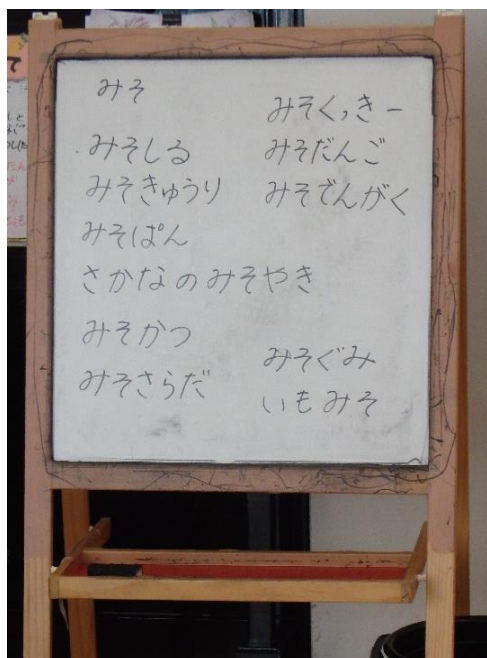 みそ
みそしる
みそきゅうり
みそぱん
さかなのみそやき
みそかつ
みそさらだ
みそくっきー
みそだんご
みそでんがく
みそぐみ
いもみそ